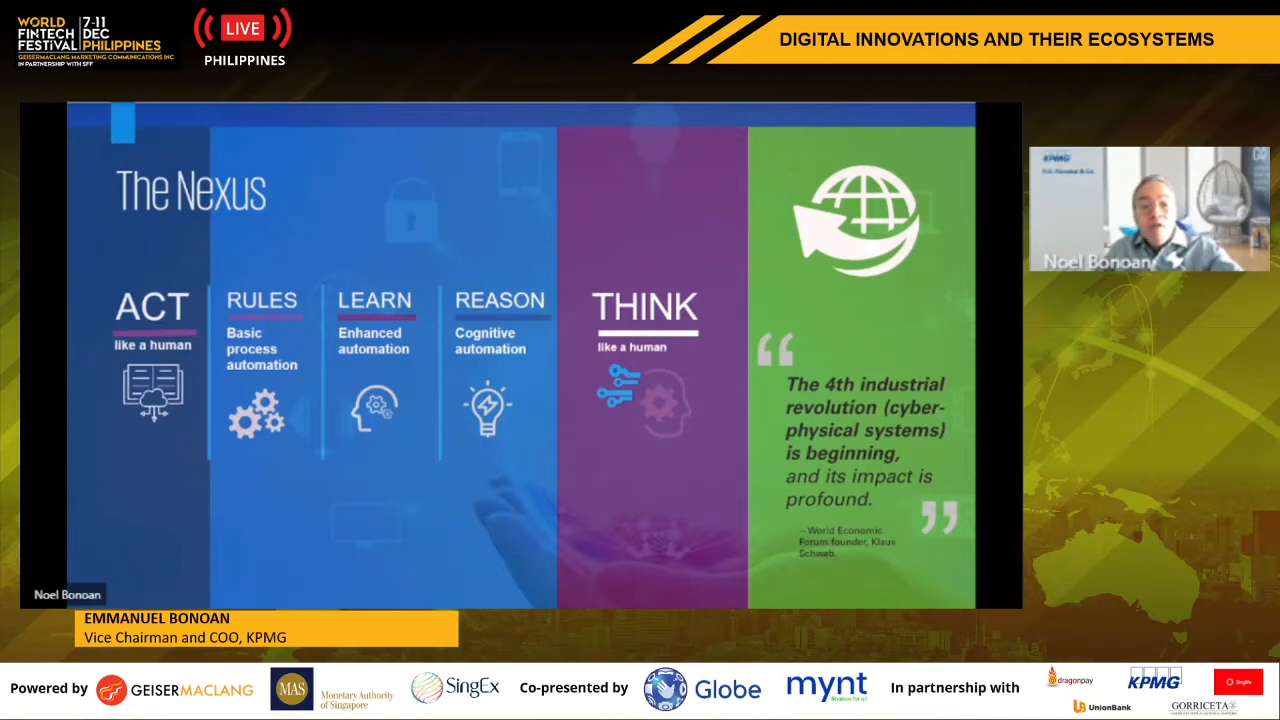 WORLD
FINTECH
FESTIVAL
7-11
DEC
PHILIPPINES
GEISERMACLANG MARKETING COMMUNICATIONS INC
IN PARTNERSHIP WITH SFF
LIVE
PHILIPPINES
DIGITAL INNOVATIONS AND THEIR ECOSYSTEMS
The Nexus
ACT
like a human
RULES
Basic
process
automation
LEARN
Enhanced
automation
REASON
Cognitive
automation
THINK
like a human
“
The 4th industrial
revolution (cyber-
physical systems)
is beginning,
and its impact is
profound.
”
– World Economic
Forum founder, Klaus
Schwab.
KPMG
Noel Bonoan
Noel Bonoan
EMMANUEL BONOAN
Vice Chairman and COO, KPMG
Powered by
GEISERMACLANG
MAS
Monetary Authority
of Singapore
SingEx
Co-presented by
Globe
mynt
finance for all
In partnership with
dragonpay
KPMG
Singlife
UnionBank
GORRICETA